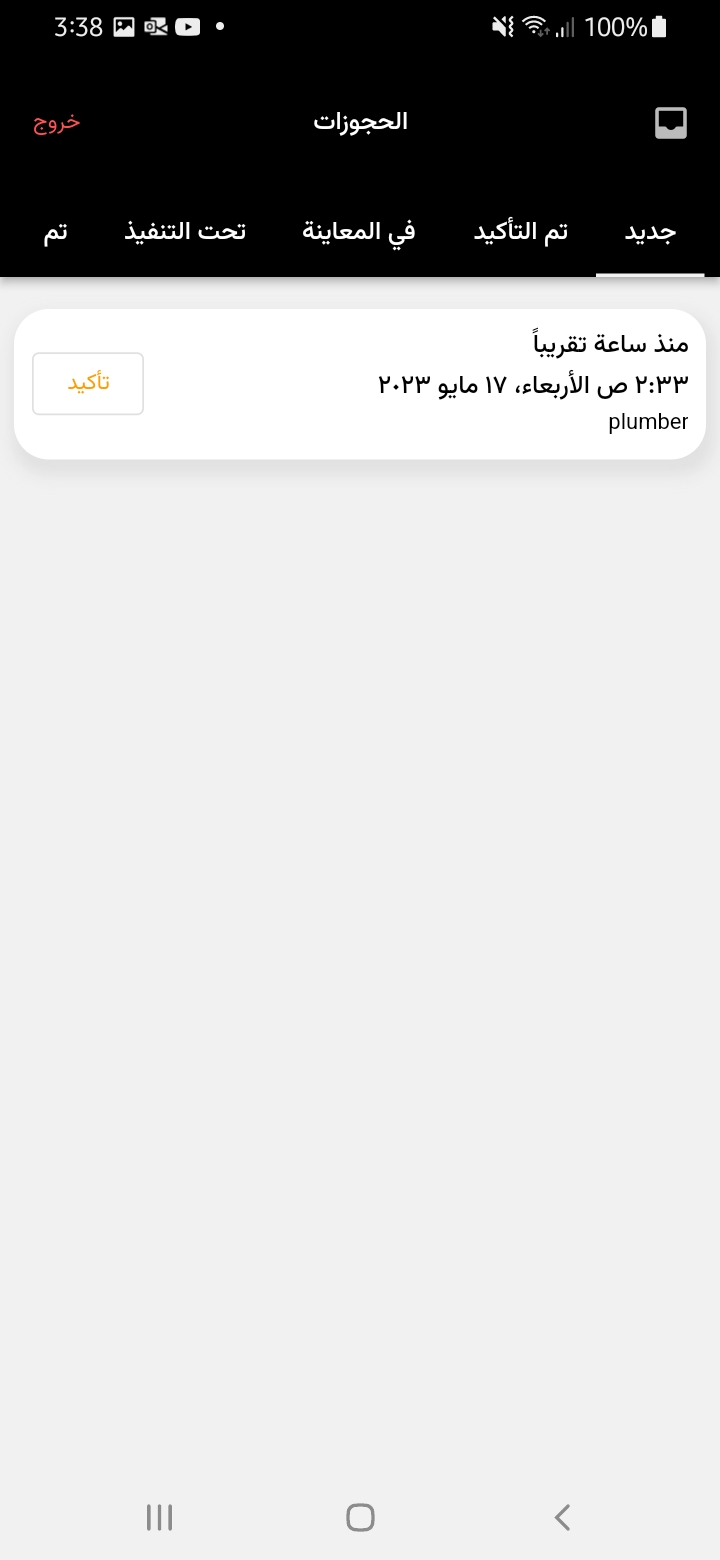 3:38 100%
الحجوزات
خروج
جديد تم التأكيد في المعاينة تحت التنفيذ تم
منذ ساعة تقريباً
٢:٣٣ ص الأربعاء، ١٧ مايو ٢٠٢٣
plumber
تأكيد